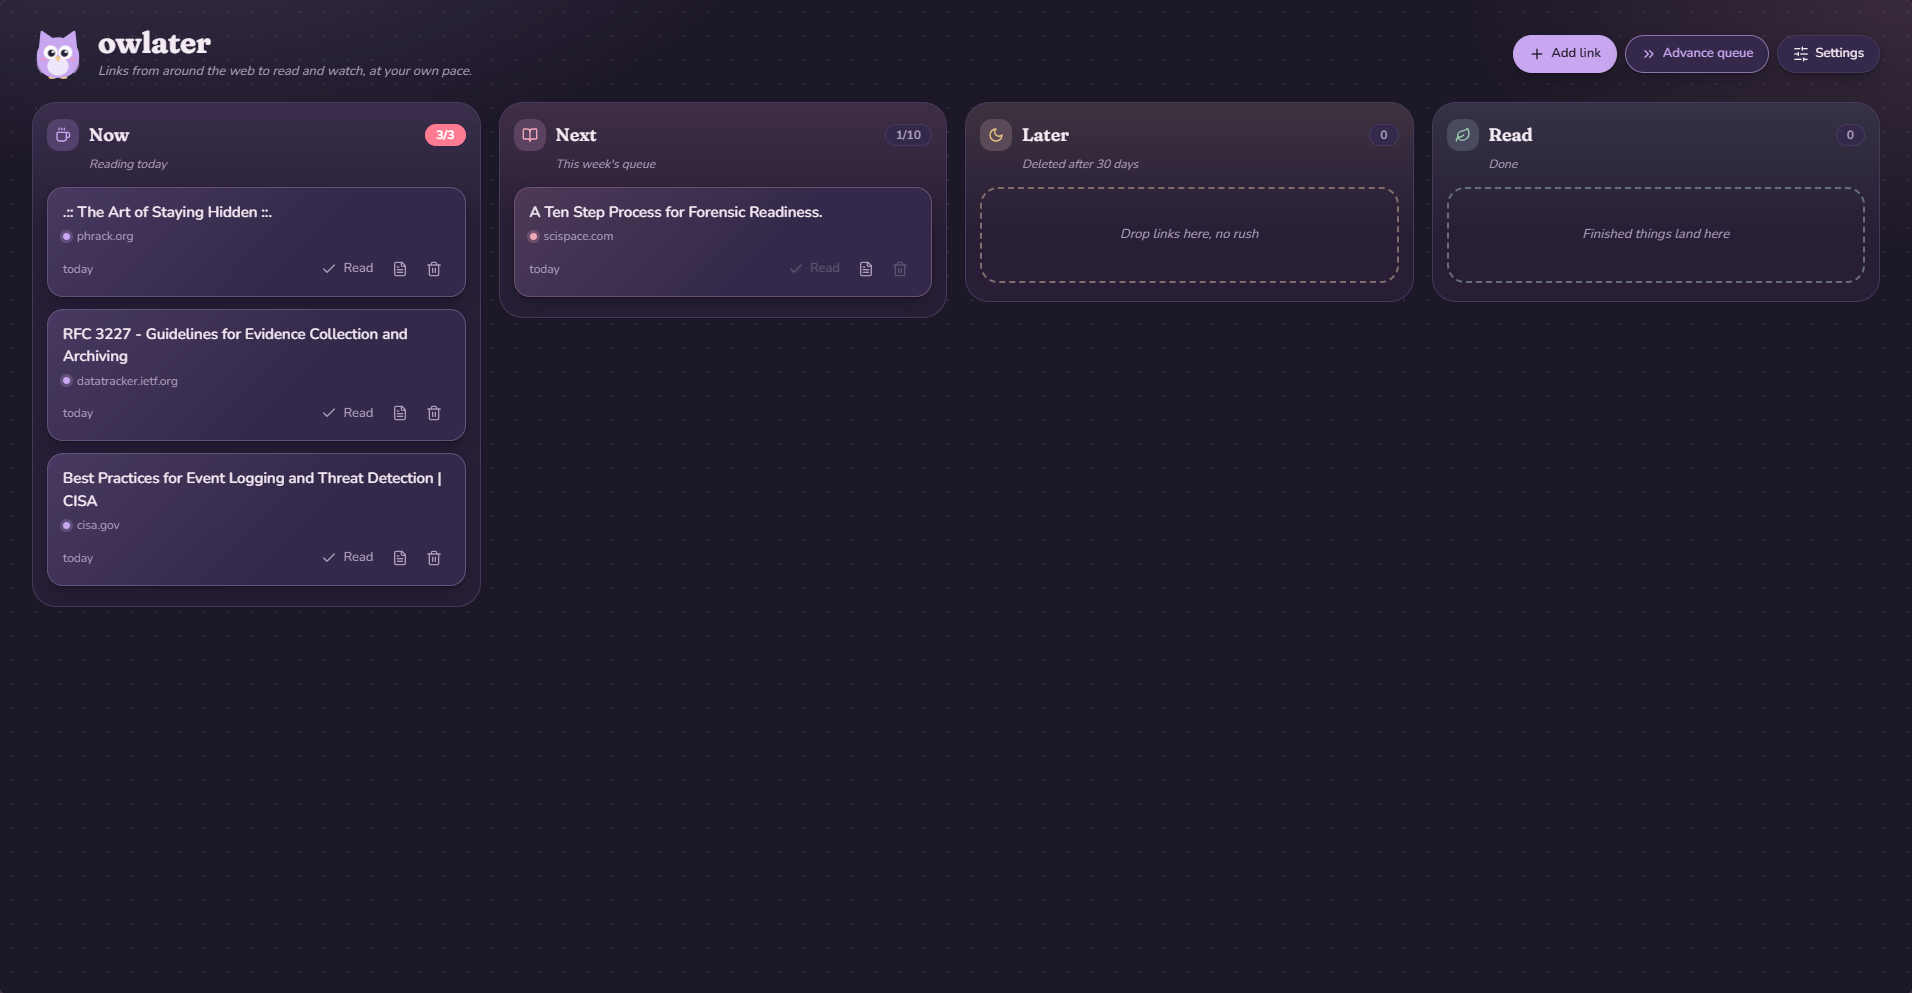 owlater
Links from around the web to read and watch, at your own pace.
Add link
Advance queue
Settings
Now
3/3
Reading today
.:: The Art of Staying Hidden ::.
phrack.org
today
Read
RFC 3227 - Guidelines for Evidence Collection and
Archiving
datatracker.ietf.org
today
Read
Best Practices for Event Logging and Threat Detection |
CISA
cisa.gov
today
Read
Next
1/10
This week's queue
A Ten Step Process for Forensic Readiness.
scispace.com
today
Read
Later
0
Deleted after 30 days
Drop links here, no rush
Read
0
Done
Finished things land here